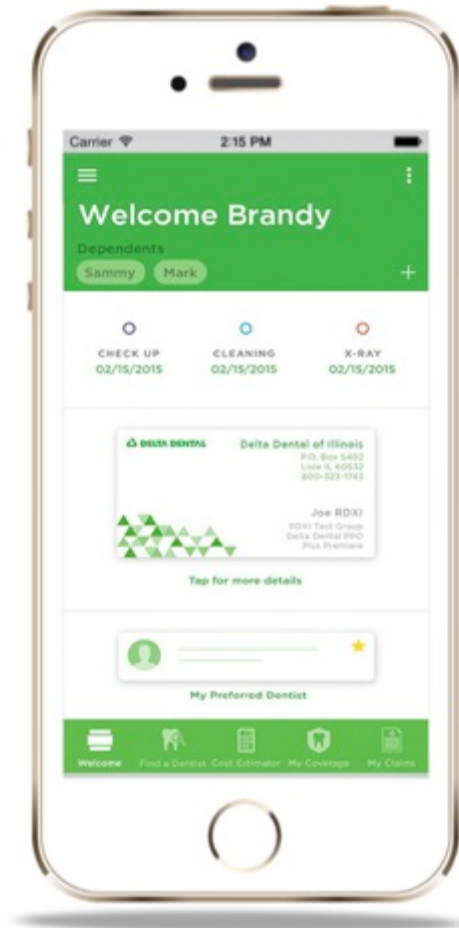 Carrier 2:15 PM
Welcome Brandy
Dependents
Sammy Mark +
CHECK UP CLEANING X-RAY
02/15/2015 02/15/2015 02/15/2015
DELTA DENTAL Delta Dental of Illinois
P.O. Box 5402
Lisle IL 60532
800-323-1743
Joe RDXI
RDXI Test Group
Delta Dental PPO
Plus Premiere
Tap for more details
My Preferred Dentist
Welcome Find a Dentist Cost Estimator My Coverage My Claims